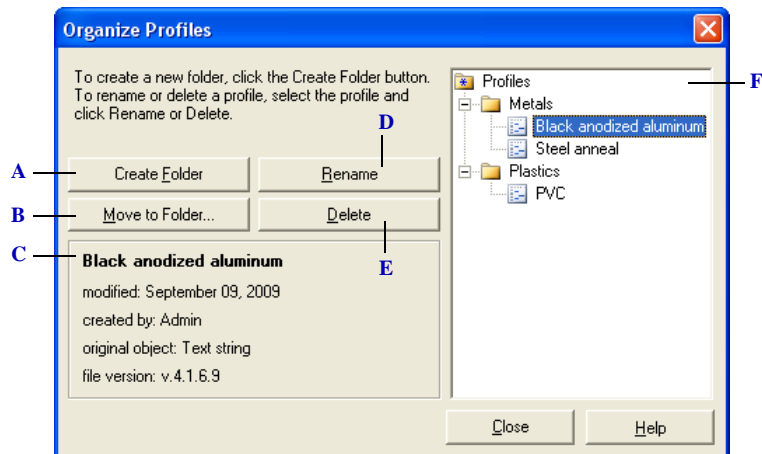 Organize Profiles
To create a new folder, click the Create Folder button.
To rename or delete a profile, select the profile and
click Rename or Delete.
D
A
Create Folder
Rename
B
Move to Folder...
Delete
C
E
Black anodized aluminum
modified: September 09, 2009
created by: Admin
original object: Text string
file version: v.4.1.6.9
Profiles
F
Metals
Black anodized aluminum
Steel anneal
Plastics
PVC
Close
Help